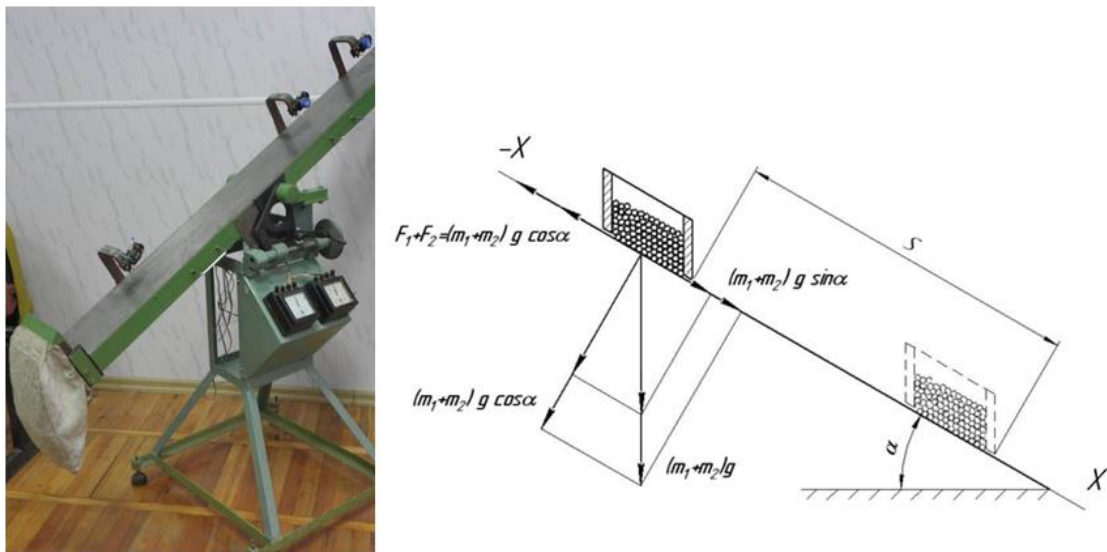 -X
F₁+F₂=(m₁+m₂) g cosα
S
(m₁+m₂) g sinα
(m₁+m₂) g cosα
(m₁+m₂)g
α
X